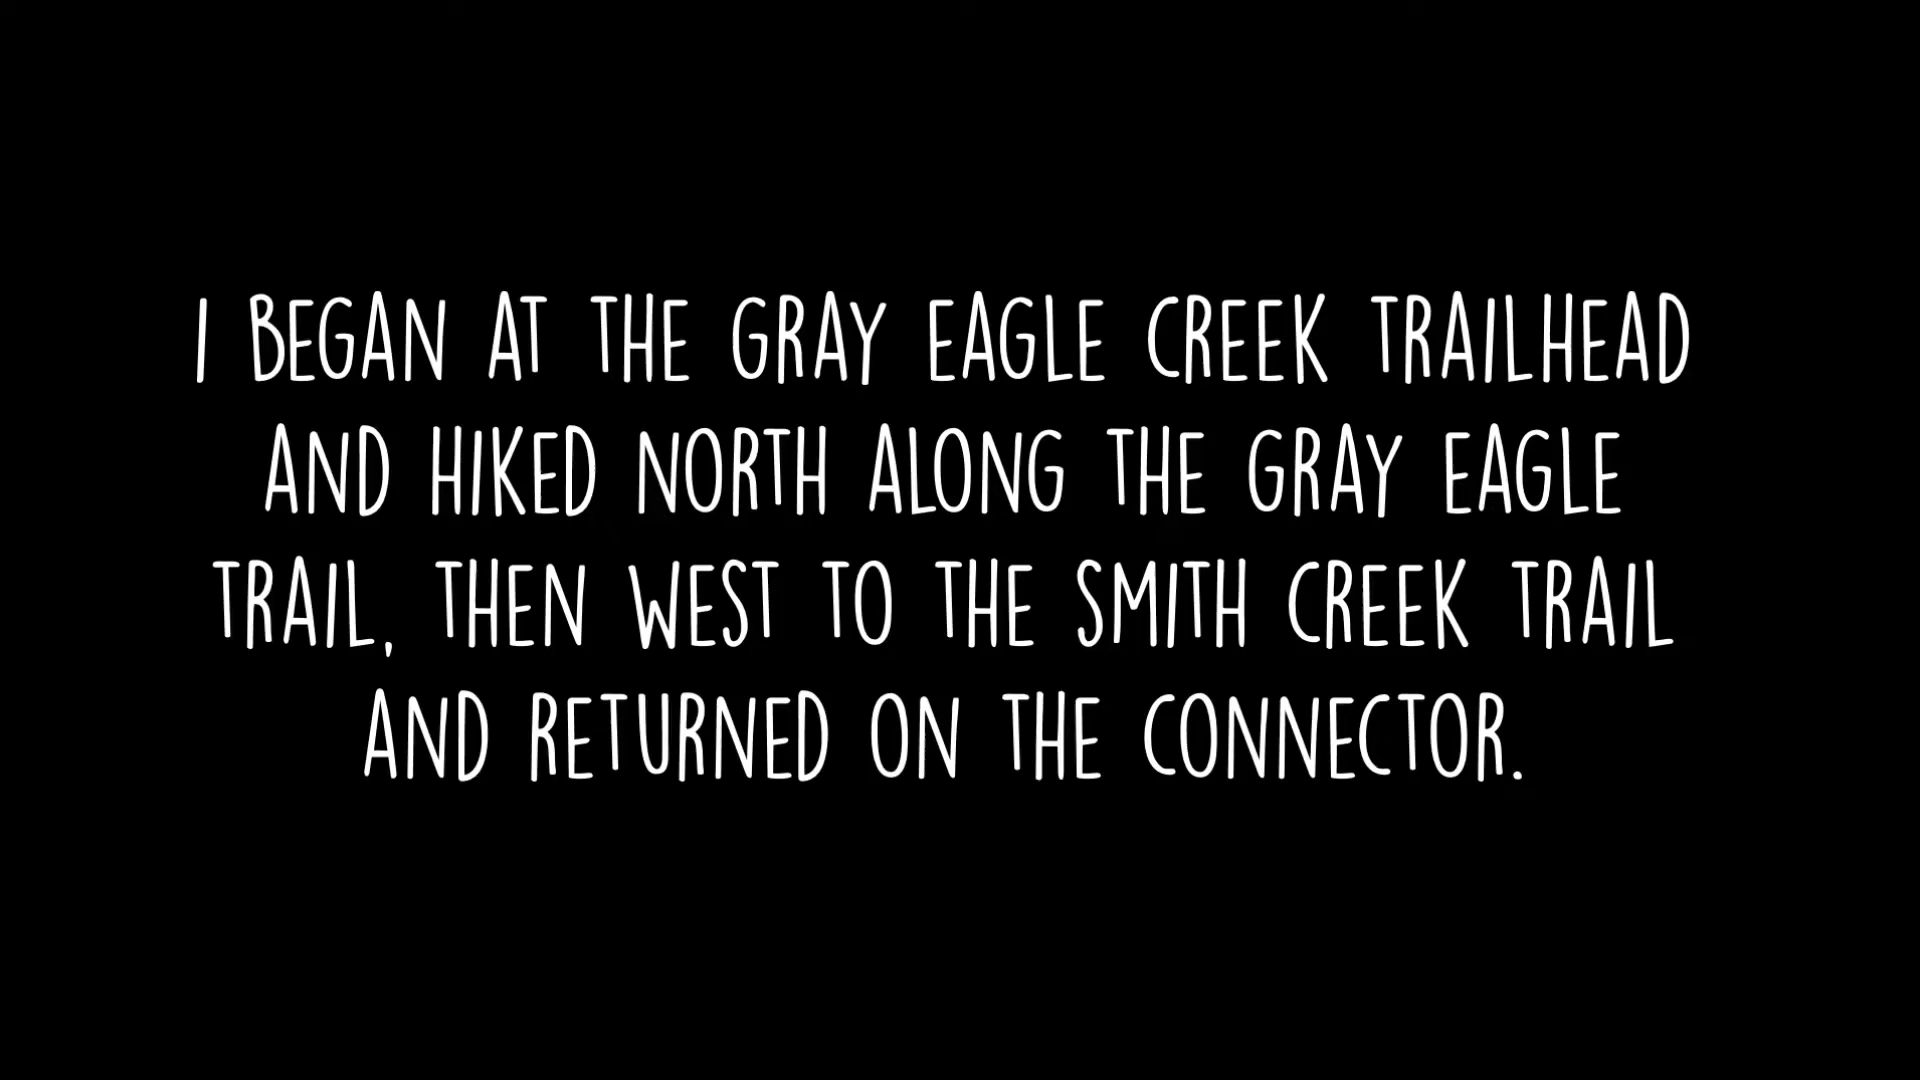 I BEGAN AT THE GRAY EAGLE CREEK TRAILHEAD
AND HIKED NORTH ALONG THE GRAY EAGLE
TRAIL, THEN WEST TO THE SMITH CREEK TRAIL
AND RETURNED ON THE CONNECTOR.